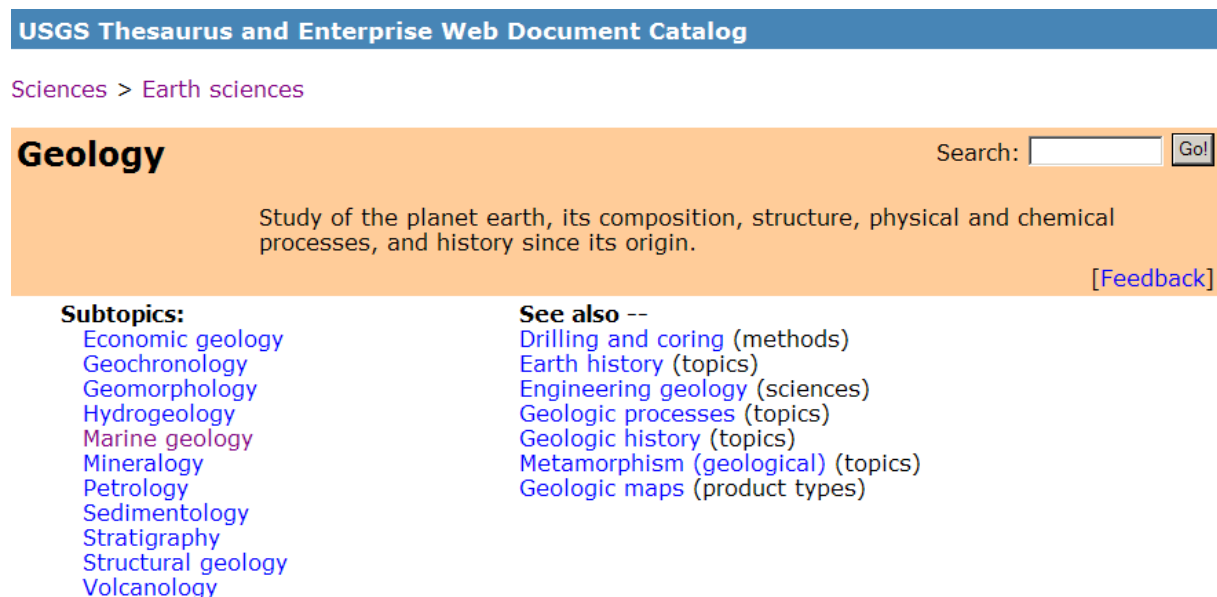 USGS Thesaurus and Enterprise Web Document Catalog
Sciences > Earth sciences
Geology
Search: Go!
Study of the planet earth, its composition, structure, physical and chemical
processes, and history since its origin.
[Feedback]
Subtopics:
Economic geology
Geochronology
Geomorphology
Hydrogeology
Marine geology
Mineralogy
Petrology
Sedimentology
Stratigraphy
Structural geology
Volcanology
See also --
Drilling and coring (methods)
Earth history (topics)
Engineering geology (sciences)
Geologic processes (topics)
Geologic history (topics)
Metamorphism (geological) (topics)
Geologic maps (product types)